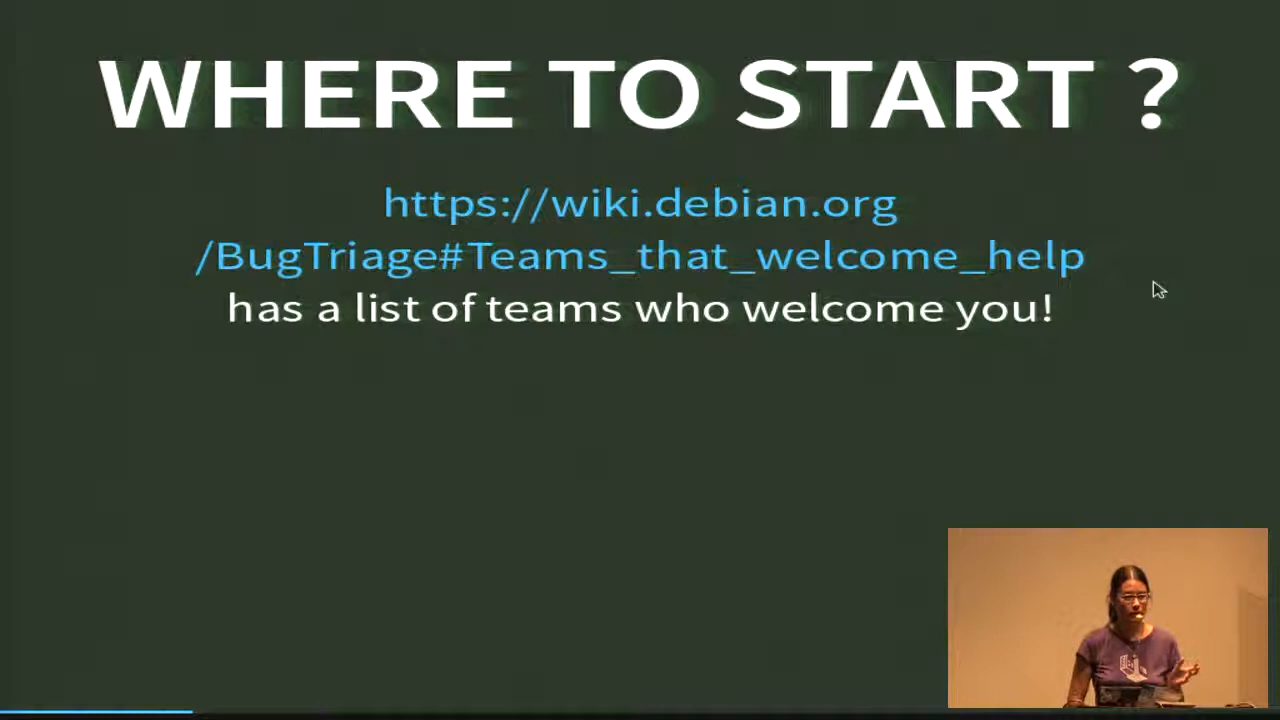 WHERE TO START ?
https://wiki.debian.org
/BugTriage#Teams_that_welcome_help
has a list of teams who welcome you!